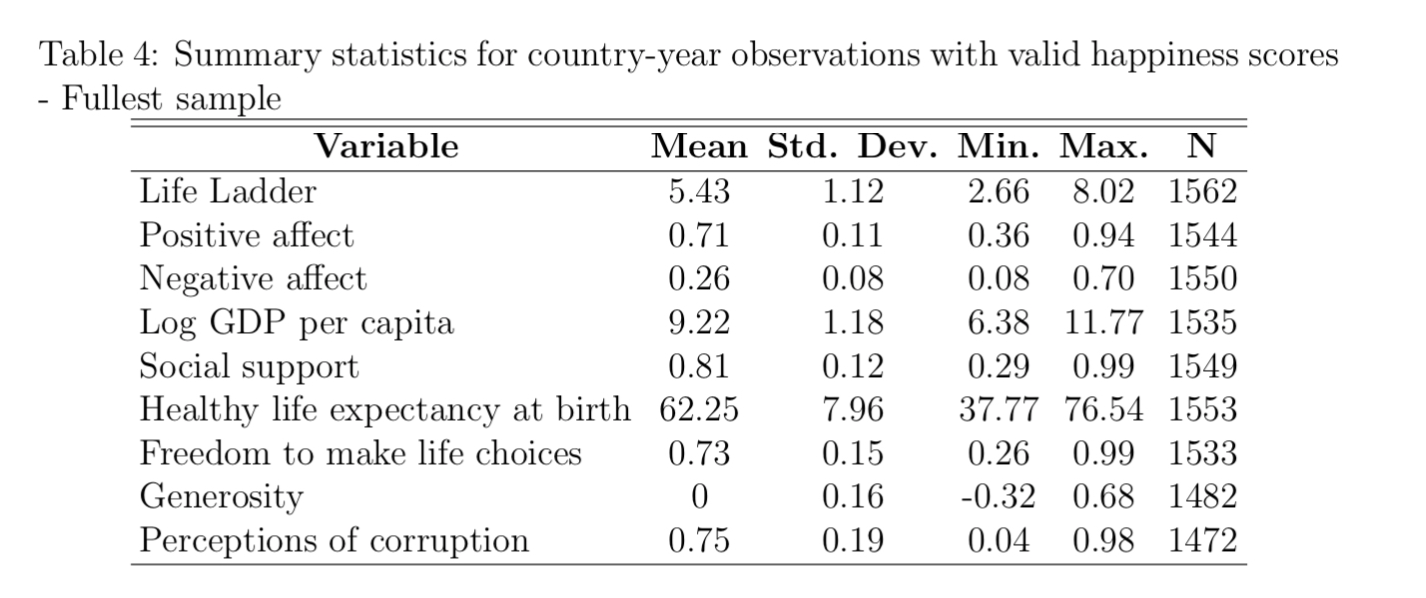 Table 4: Summary statistics for country-year observations with valid happiness scores
- Fullest sample
Variable Mean Std. Dev. Min. Max. N
Life Ladder 5.43 1.12 2.66 8.02 1562
Positive affect 0.71 0.11 0.36 0.94 1544
Negative affect 0.26 0.08 0.08 0.70 1550
Log GDP per capita 9.22 1.18 6.38 11.77 1535
Social support 0.81 0.12 0.29 0.99 1549
Healthy life expectancy at birth 62.25 7.96 37.77 76.54 1553
Freedom to make life choices 0.73 0.15 0.26 0.99 1533
Generosity 0 0.16 -0.32 0.68 1482
Perceptions of corruption 0.75 0.19 0.04 0.98 1472